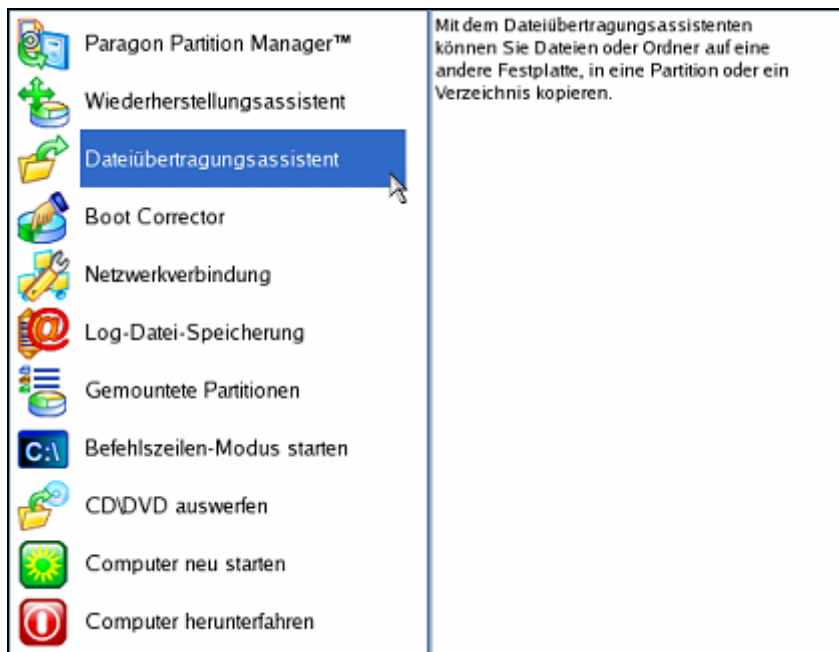 Paragon Partition Manager™
Wiederherstellungsassistent
Dateiübertragungsassistent
Boot Corrector
Netzwerkverbindung
Log-Datei-Speicherung
Gemountete Partitionen
C:\
Befehlszeilen-Modus starten
CD\DVD auswerfen
Computer neu starten
Computer herunterfahren
Mit dem Dateiübertragungsassistenten
können Sie Dateien oder Ordner auf eine
andere Festplatte, in eine Partition oder ein
Verzeichnis kopieren.